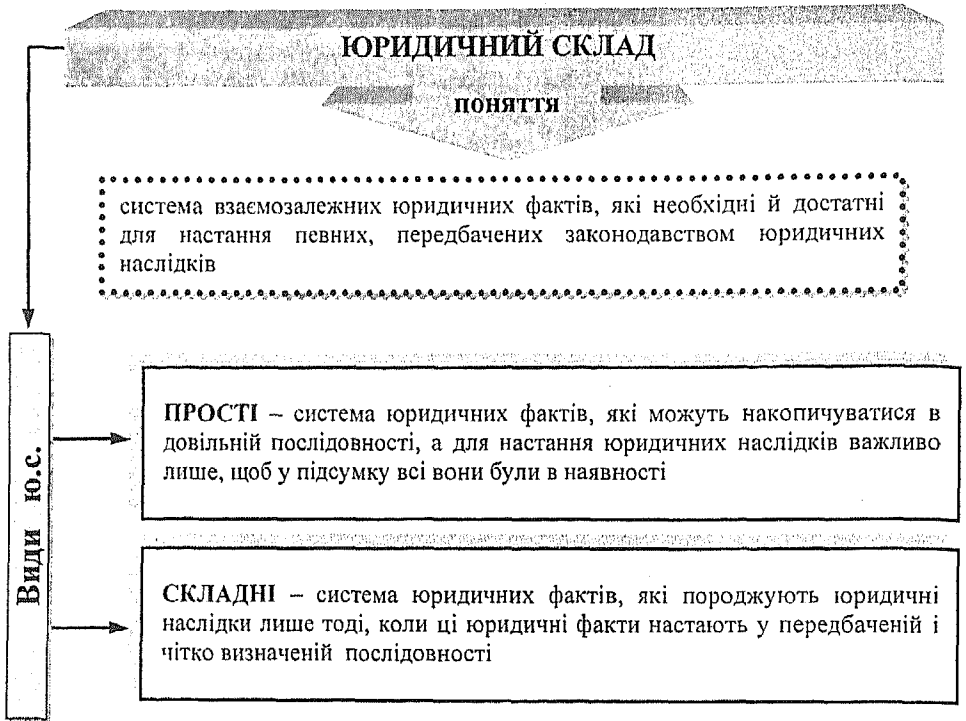 ЮРИДИЧНИЙ СКЛАД
ПОНЯТТЯ
система взаємозалежних юридичних фактів, які необхідні й достатні
для настання певних, передбачених законодавством юридичних
наслідків
Види ю.с.
ПРОСТІ – система юридичних фактів, які можуть накопичуватися в
довільній послідовності, а для настання юридичних наслідків важливо
лише, щоб у підсумку всі вони були в наявності
СКЛАДНІ – система юридичних фактів, які породжують юридичні
наслідки лише тоді, коли ці юридичні факти настають у передбаченій і
чітко визначеній послідовності